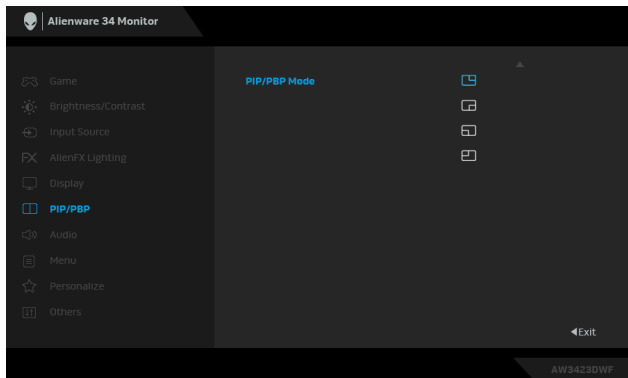 Alienware 34 Monitor
Game
PIP/PBP Mode
Brightness/Contrast
Input Source
AlienFX Lighting
Display
PIP/PBP
Audio
Menu
Personalize
Others
Exit
AW3423DWF